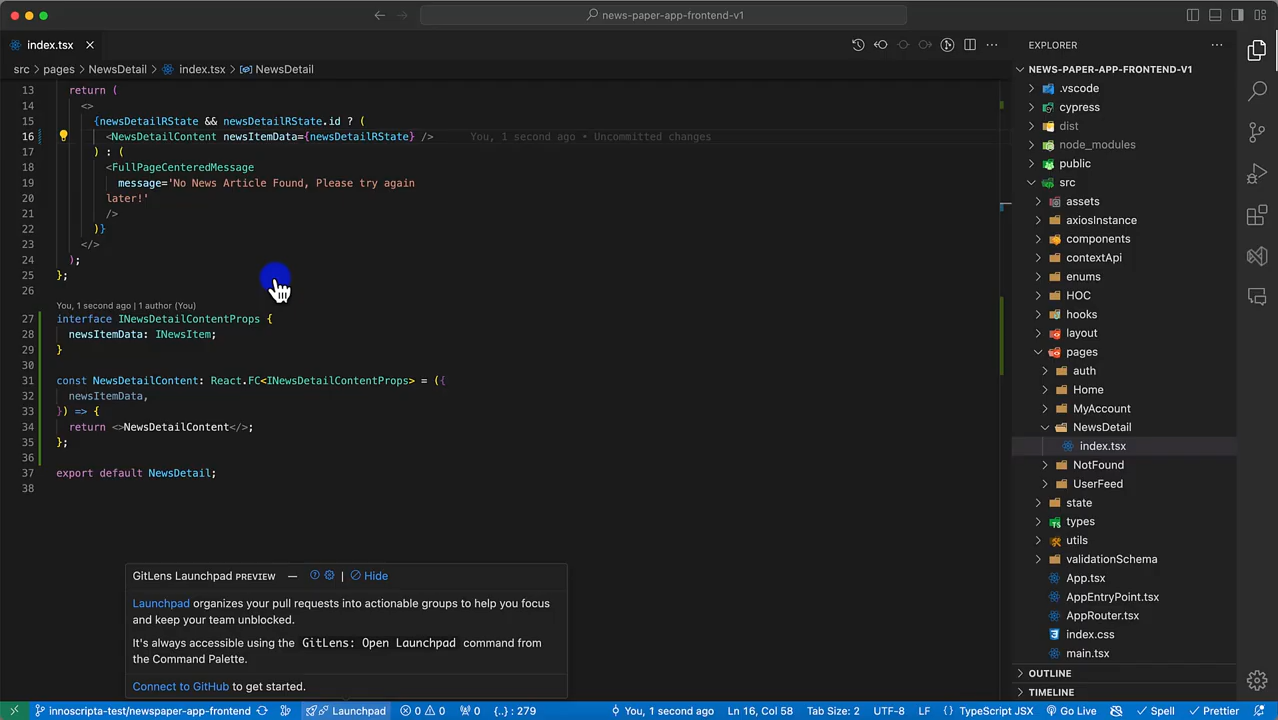 news-paper-app-frontend-v1
index.tsx
src > pages > NewsDetail > index.tsx > NewsDetail
13 return (
14 <>
15 {newsDetailRState && newsDetailRState.id ? (
16 <NewsDetailContent newsItemData={newsDetailRState} /> You, 1 second ago • Uncommitted changes
17 ) : (
18 <FullPageCenteredMessage
19 message='No News Article Found, Please try again
20 later!'
21 />
22 )}
23 </>
24 );
25 };
26
You, 1 second ago | 1 author (You)
27 interface INewsDetailContentProps {
28 newsItemData: INewsItem;
29 }
30
31 const NewsDetailContent: React.FC<INewsDetailContentProps> = ({
32 newsItemData,
33 }) => {
34 return <>NewsDetailContent</>;
35 };
36
37 export default NewsDetail;
38
GitLens Launchpad PREVIEW — | Hide
Launchpad organizes your pull requests into actionable groups to help you focus
and keep your team unblocked.
It's always accessible using the GitLens: Open Launchpad command from
the Command Palette.
Connect to GitHub to get started.
EXPLORER
NEWS-PAPER-APP-FRONTEND-V1
.vscode
cypress
dist
node_modules
public
src
assets
axiosInstance
components
contextApi
enums
HOC
hooks
layout
pages
auth
Home
MyAccount
NewsDetail
index.tsx
NotFound
UserFeed
state
types
utils
validationSchema
App.tsx
AppEntryPoint.tsx
AppRouter.tsx
index.css
main.tsx
OUTLINE
TIMELINE
innoscripta-test/newspaper-app-frontend Launchpad 0 0 0 {..} : 279 You, 1 second ago Ln 16, Col 58 Tab Size: 2 UTF-8 LF {} TypeScript JSX Go Live Spell Prettier